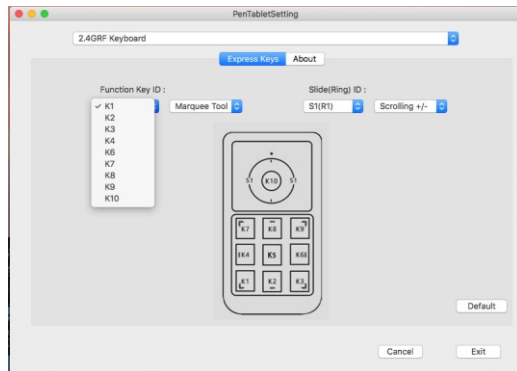 PenTabletSetting
2.4GRF Keyboard
Express Keys About
Function Key ID : Slide(Ring) ID :
✓ K1 Marquee Tool S1(R1) Scrolling +/-
K2
K3
K4
K6
K7
K8
K9
K10
S1 K10 S1
K7 K8 K9
K4 K5 K6
K1 K2 K3
Default
Cancel Exit